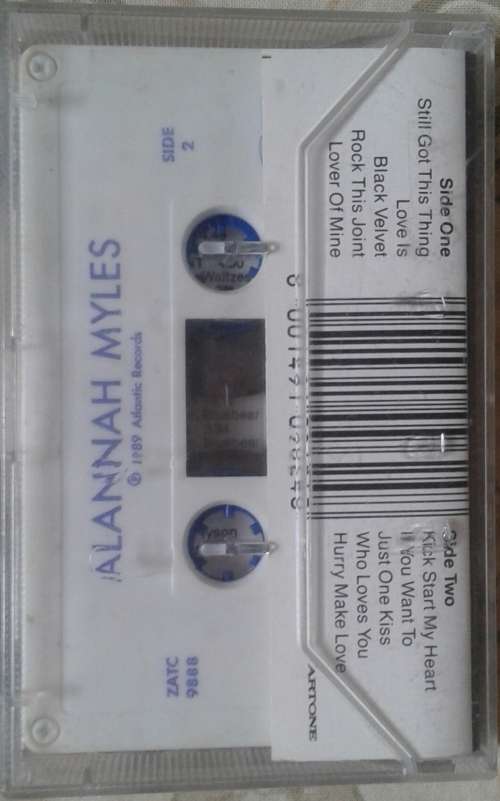 Side One
Still Got This Thing
Love Is
Black Velvet
Rock This Joint
Lover Of Mine
Side Two
Kick Start My Heart
If You Want To
Just One Kiss
Who Loves You
Hurry Make Love
ARTONE
SIDE
2
ALANNAH MYLES
℗ 1989 Atlantic Records
ZATC
9888
Tyson